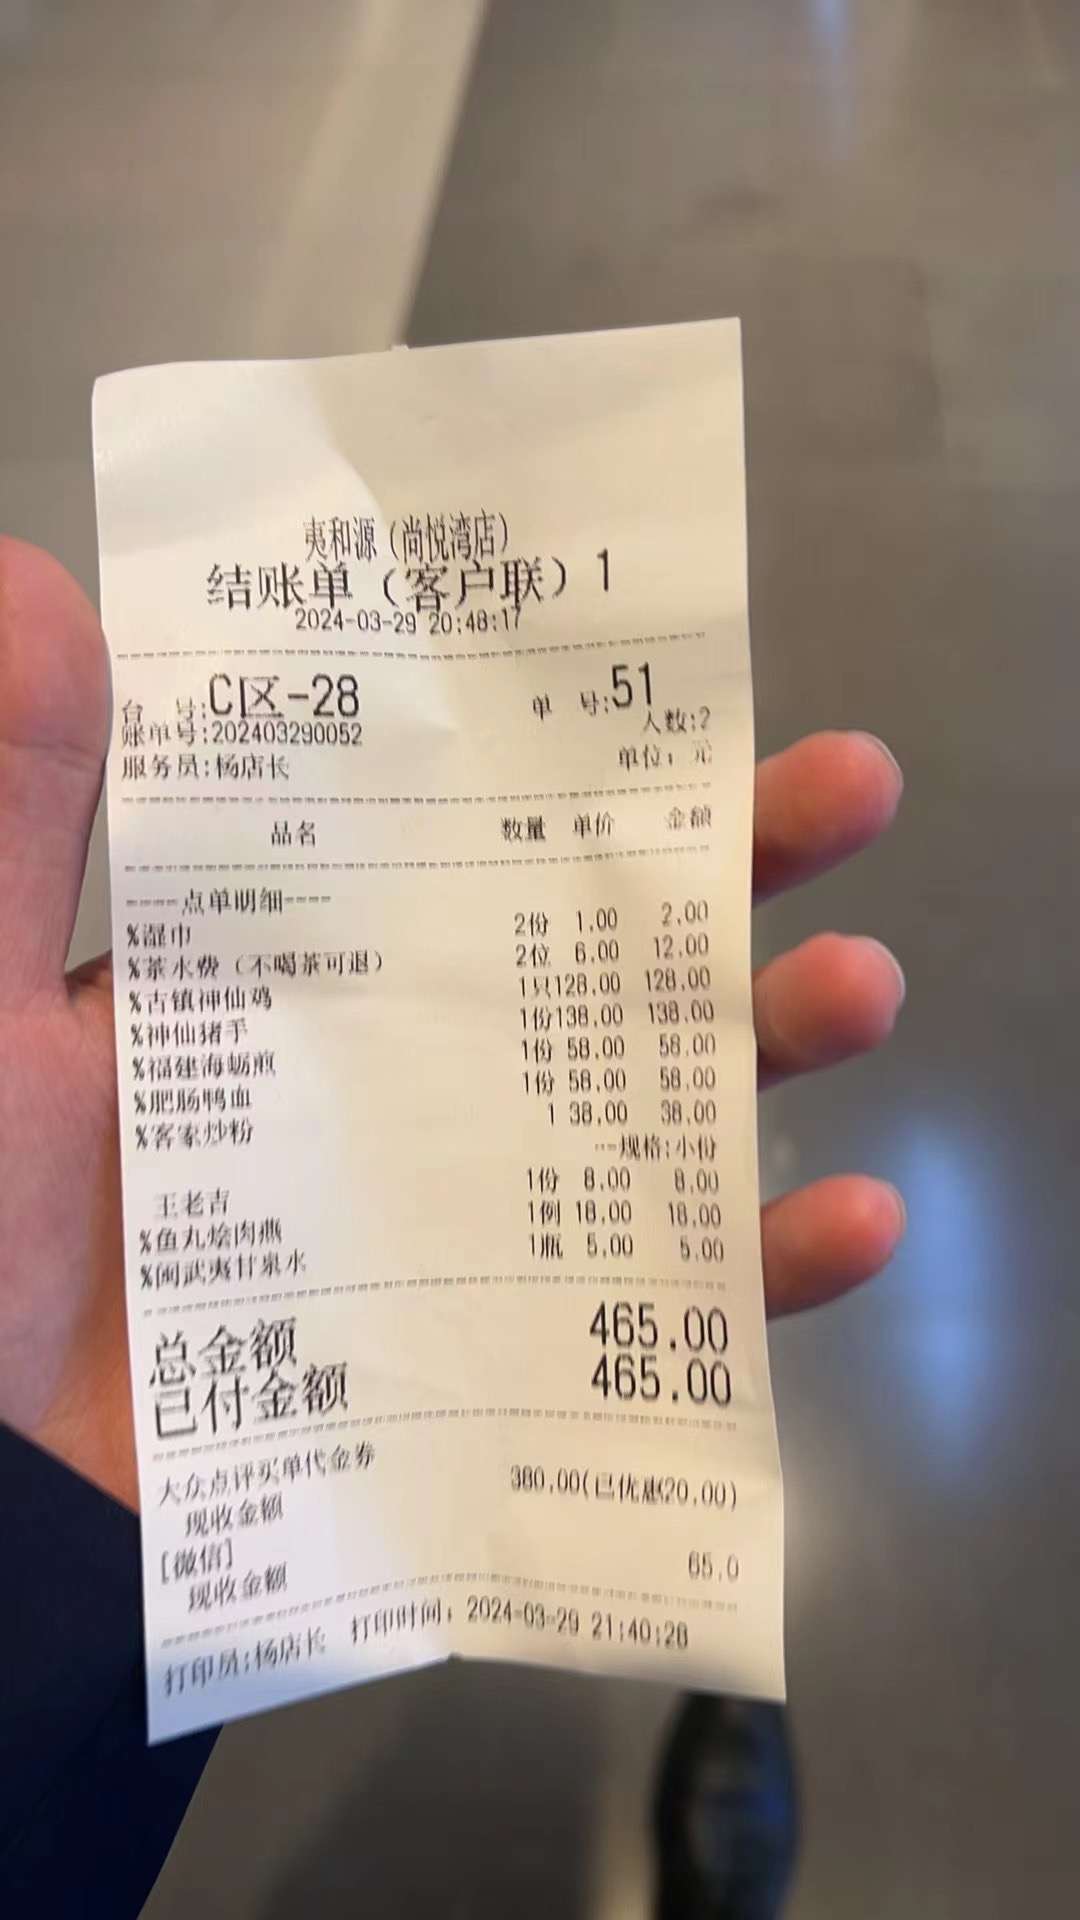 夷和源（尚悦湾店）
结账单（客户联）1
2024-03-29 20:48:17
台 号:C区-28 单 号:51
账单号:202403290052 人数:2
服务员:杨店长 单位：元
品名 数量 单价 金额
----点单明细----
%湿巾 2份 1.00 2.00
%茶水费（不喝茶可退） 2位 6.00 12.00
%古镇神仙鸡 1只128.00 128.00
%神仙猪手 1份138.00 138.00
%福建海蛎煎 1份 58.00 58.00
%肥肠鸭血 1份 58.00 58.00
%客家炒粉 1 38.00 38.00
--规格:小份
王老吉 1份 8.00 8.00
%鱼丸烩肉燕 1例 18.00 18.00
%闽武夷甘泉水 1瓶 5.00 5.00
总金额 465.00
已付金额 465.00
大众点评买单代金券
现收金额 380.00(已优惠20.00)
[微信]
现收金额 65.0
打印员:杨店长 打印时间：2024-03-29 21:40:28